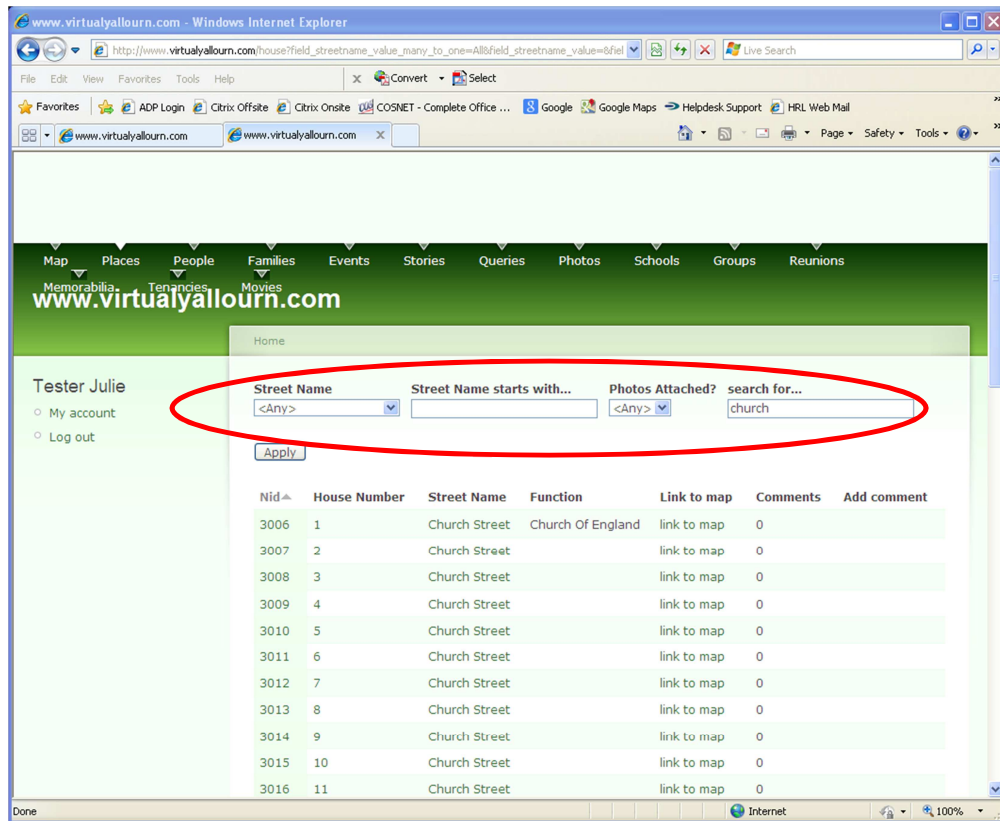 www.virtualyallourn.com - Windows Internet Explorer
http://www.virtualyallourn.com/house?field_streetname_value_many_to_one=All&field_streetname_value=&fiel
Live Search
File Edit View Favorites Tools Help x Convert Select
Favorites ADP Login Citrix Offsite Citrix Onsite COSNET - Complete Office ... Google Google Maps Helpdesk Support HRL Web Mail »
www.virtualyallourn.com www.virtualyallourn.com X Page Safety Tools »
Map Places People Families Events Stories Queries Photos Schools Groups Reunions
Memorabilia Tenancies Movies
www.virtualyallourn.com
Home
Tester Julie
My account
Log out
Street Name Street Name starts with... Photos Attached? search for...
<Any> <Any> church
Apply
Nid House Number Street Name Function Link to map Comments Add comment
3006 1 Church Street Church Of England link to map 0
3007 2 Church Street link to map 0
3008 3 Church Street link to map 0
3009 4 Church Street link to map 0
3010 5 Church Street link to map 0
3011 6 Church Street link to map 0
3012 7 Church Street link to map 0
3013 8 Church Street link to map 0
3014 9 Church Street link to map 0
3015 10 Church Street link to map 0
3016 11 Church Street link to map 0
Done Internet 100%